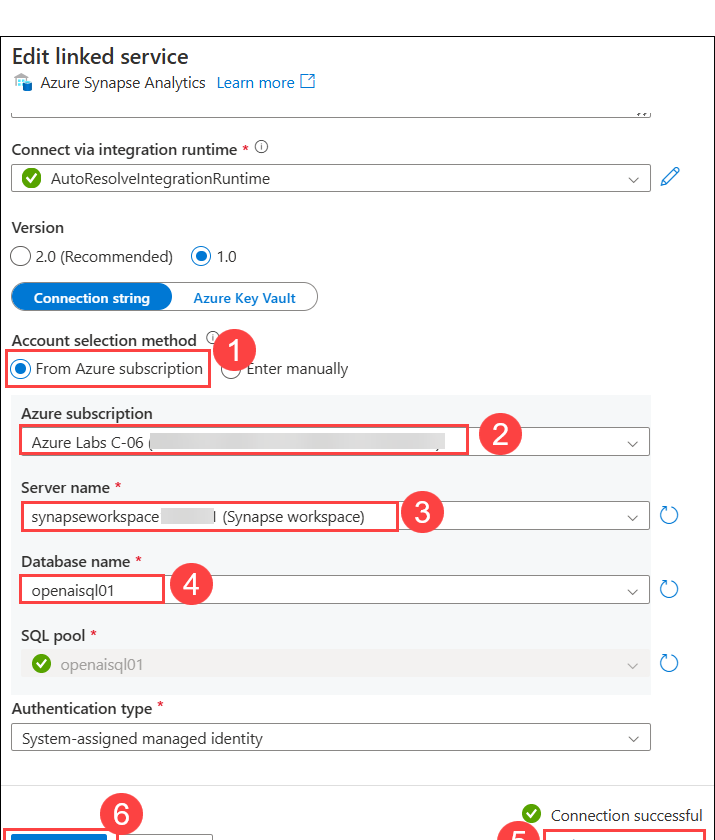 Edit linked service
Azure Synapse Analytics Learn more
Connect via integration runtime *
AutoResolveIntegrationRuntime
Version
2.0 (Recommended) 1.0
Connection string Azure Key Vault
Account selection method
1
From Azure subscription Enter manually
Azure subscription
Azure Labs C-06 (
2
Server name *
synapseworkspace (Synapse workspace)
3
Database name *
openaisql01
4
SQL pool *
openaisql01
Authentication type *
System-assigned managed identity
6
Connection successful
5